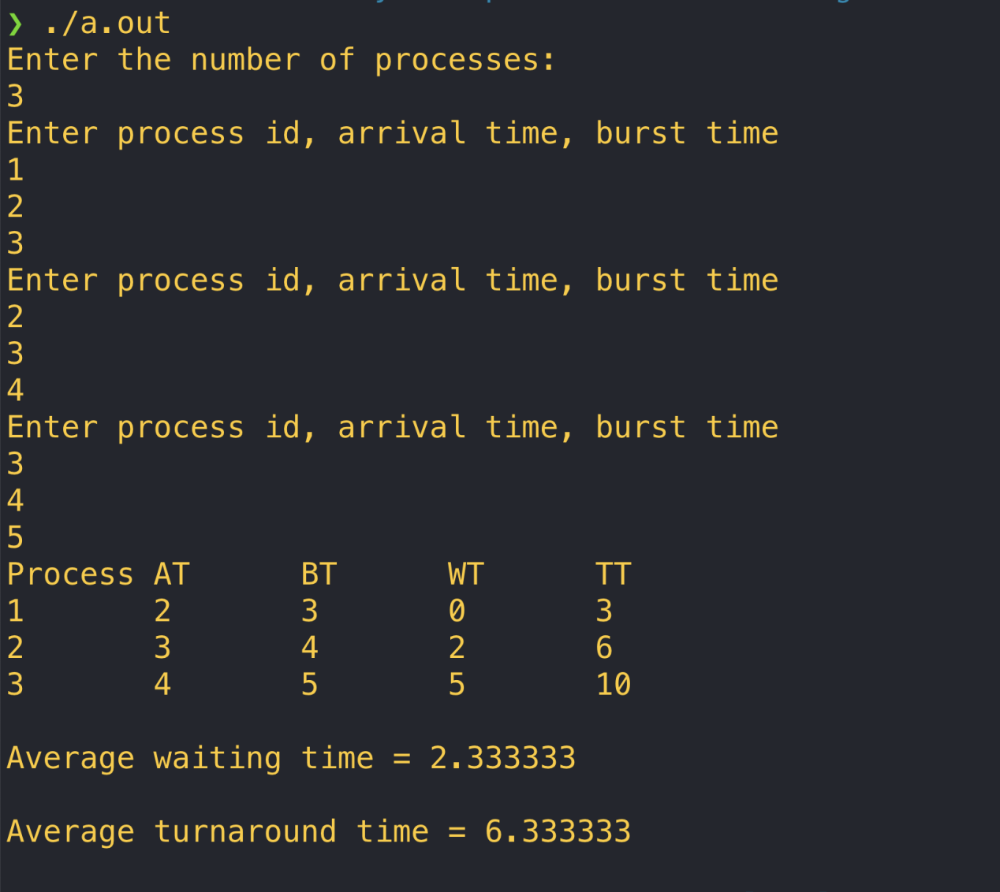 ❯ ./a.out
Enter the number of processes:
3
Enter process id, arrival time, burst time
1
2
3
Enter process id, arrival time, burst time
2
3
4
Enter process id, arrival time, burst time
3
4
5
Process AT      BT      WT      TT
1       2       3       0       3
2       3       4       2       6
3       4       5       5       10

Average waiting time = 2.333333

Average turnaround time = 6.333333